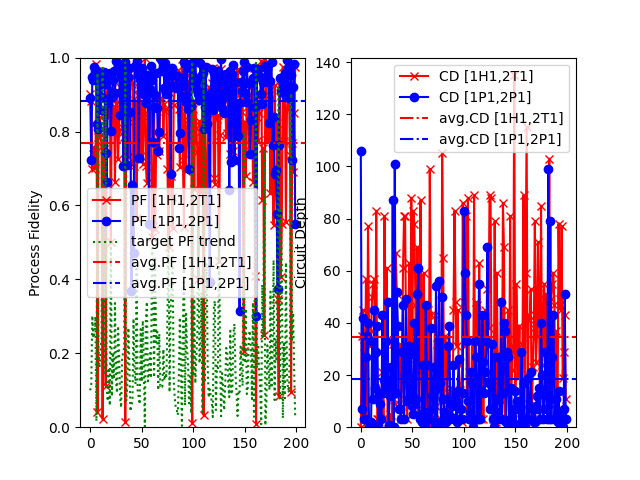 1.0
0.8
0.6
0.4
0.2
0.0
Process Fidelity
PF [1H1,2T1]
PF [1P1,2P1]
target PF trend
avg.PF [1H1,2T1]
avg.PF [1P1,2P1]
0 50 100 150 200
140
120
100
80
60
40
20
0
Circuit Depth
CD [1H1,2T1]
CD [1P1,2P1]
avg.CD [1H1,2T1]
avg.CD [1P1,2P1]
0 50 100 150 200